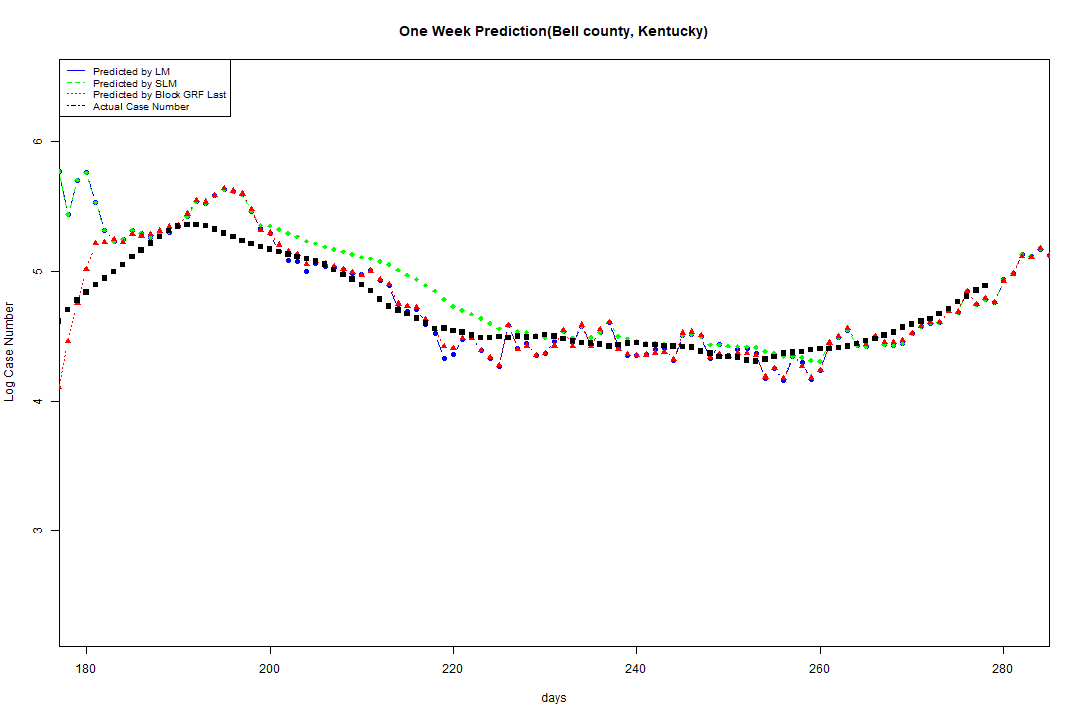 One Week Prediction(Bell county, Kentucky)
Predicted by LM
Predicted by SLM
Predicted by Block GRF Last
Actual Case Number
6
5
4
3
Log Case Number
180 200 220 240 260 280
days